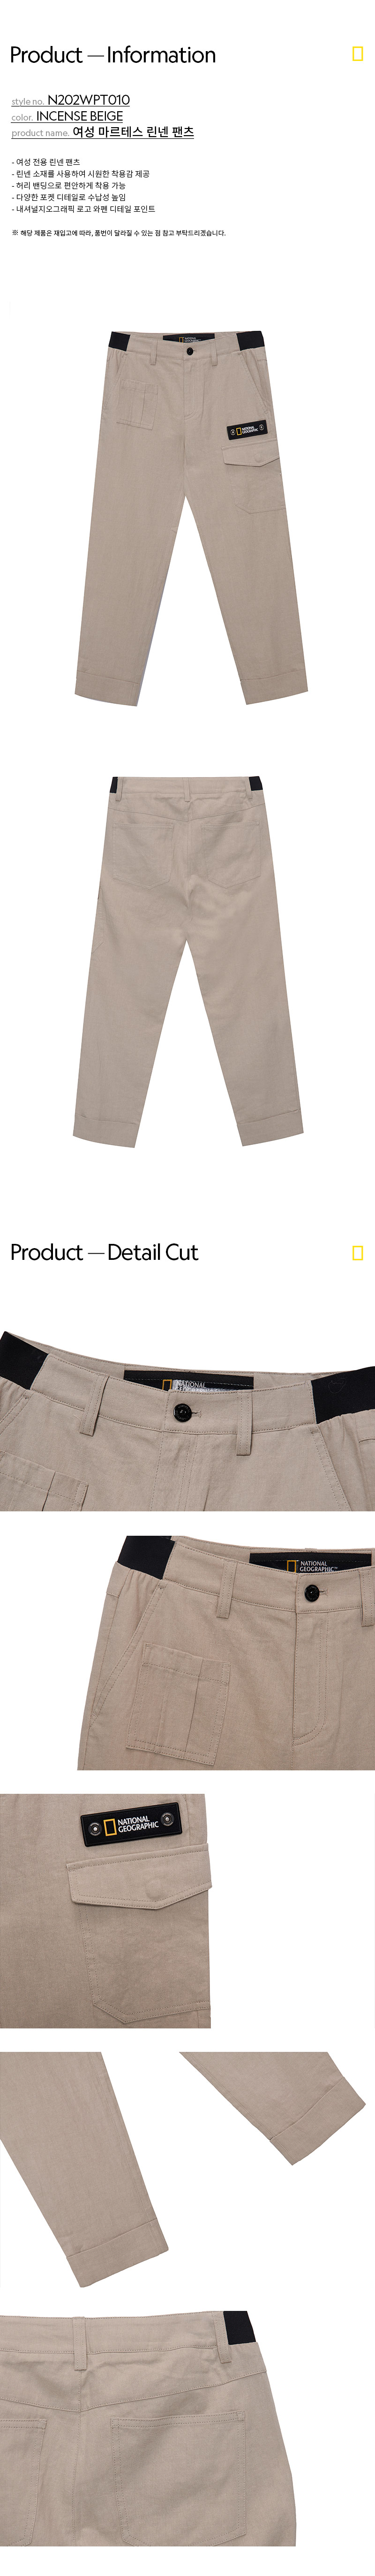 Product — Information
style no. N202WPT010
color. INCENSE BEIGE
product name. 여성 마르테스 린넨 팬츠
- 여성 전용 린넨 팬츠
- 린넨 소재를 사용하여 시원한 착용감 제공
- 허리 밴딩으로 편안하게 착용 가능
- 다양한 포켓 디테일로 수납성 높임
- 내셔널지오그래픽 로고 와펜 디테일 포인트
※ 해당 제품은 재입고에 따라, 품번이 달라질 수 있는 점 참고 부탁드리겠습니다.
NATIONAL
GEOGRAPHIC
Product — Detail Cut
NATIONAL
NATIONAL
GEOGRAPHIC™
NATIONAL
GEOGRAPHIC